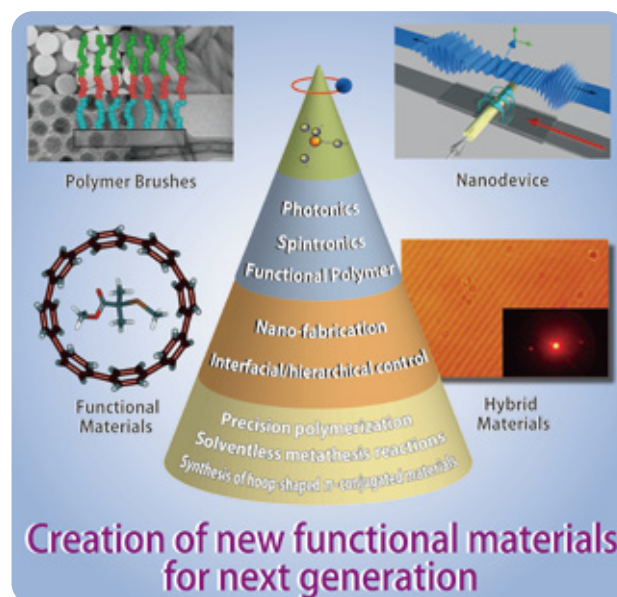 Polymer Brushes
Nanodevice
Photonics
Spintronics
Functional Polymer
Nano-fabrication
Interfacial/hierarchical control
Functional
Materials
Hybrid
Materials
Precision polymerization
Solventless metathesis reactions
Synthesis of hoop-shaped π-conjugated materials
Creation of new functional materials
for next generation